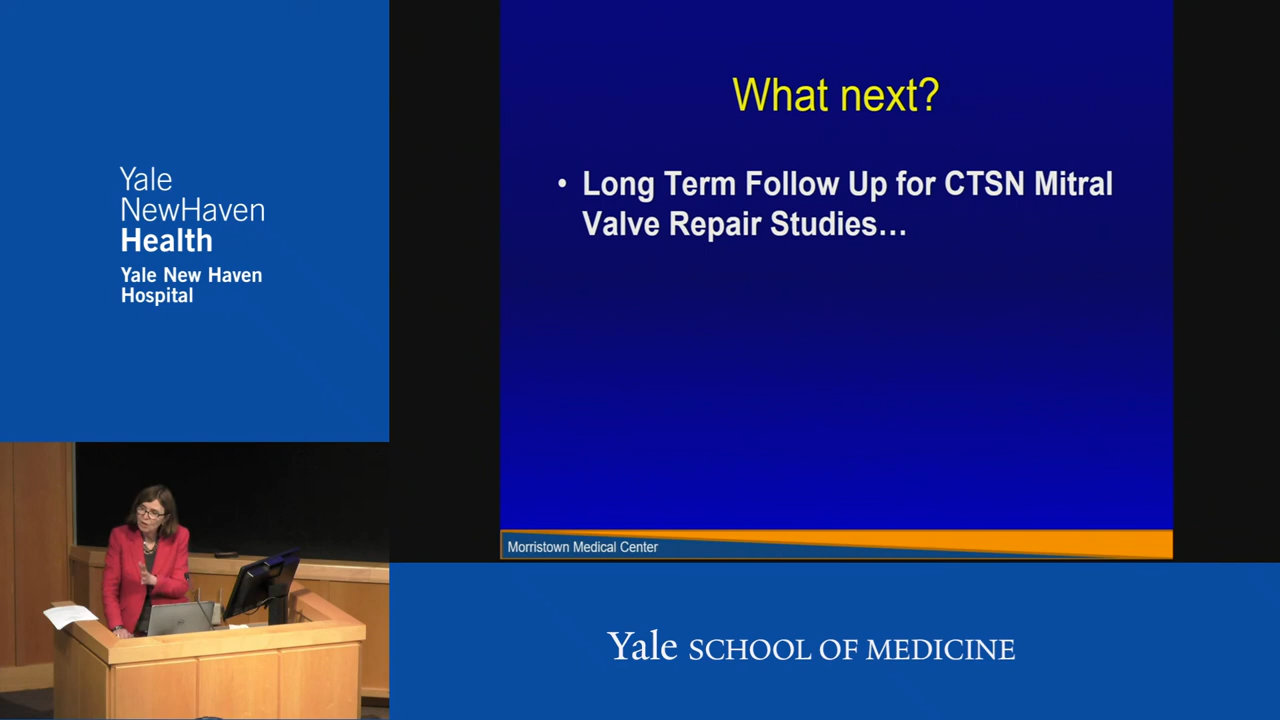 Yale
NewHaven
Health
Yale New Haven
Hospital
What next?
• Long Term Follow Up for CTSN Mitral
Valve Repair Studies...
Morristown Medical Center
Yale SCHOOL OF MEDICINE